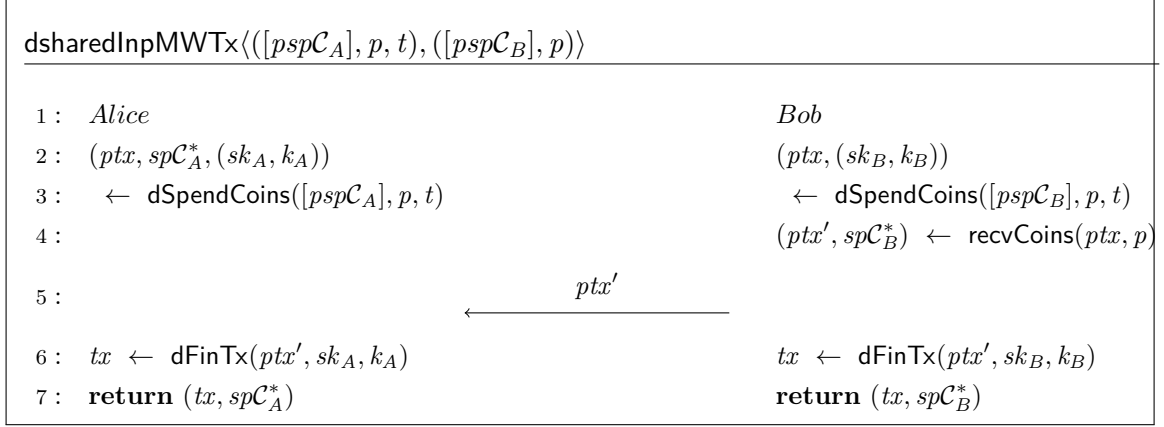 dsharedInpMWTx⟨([pspC_A], p, t), ([pspC_B], p)⟩
1 : Alice Bob
2 : (ptx, spC*_A, (sk_A, k_A)) (ptx, (sk_B, k_B))
3 : ← dSpendCoins([pspC_A], p, t) ← dSpendCoins([pspC_B], p, t)
4 : (ptx′, spC*_B) ← recvCoins(ptx, p)
5 : ptx′
6 : tx ← dFinTx(ptx′, sk_A, k_A) tx ← dFinTx(ptx′, sk_B, k_B)
7 : return (tx, spC*_A) return (tx, spC*_B)